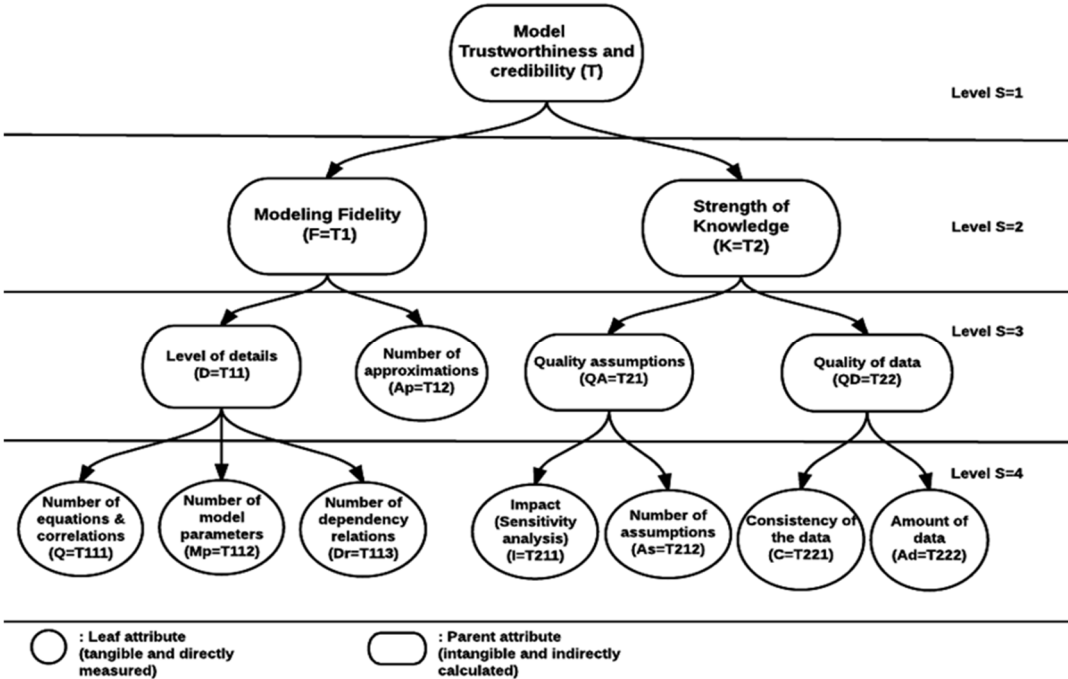 Model
Trustworthiness and
credibility (T)
Level S=1
Modeling Fidelity
(F=T1)
Strength of
Knowledge
(K=T2)
Level S=2
Level of details
(D=T11)
Number of
approximations
(Ap=T12)
Quality assumptions
(QA=T21)
Quality of data
(QD=T22)
Level S=3
Number of
equations &
correlations
(Q=T111)
Number of
model
parameters
(Mp=T112)
Number of
dependency
relations
(Dr=T113)
Impact
(Sensitivity
analysis)
(I=T211)
Number of
assumptions
(As=T212)
Consistency of
the data
(C=T221)
Amount of
data
(Ad=T222)
Level S=4
: Leaf attribute
(tangible and directly
measured)
: Parent attribute
(intangible and indirectly
calculated)